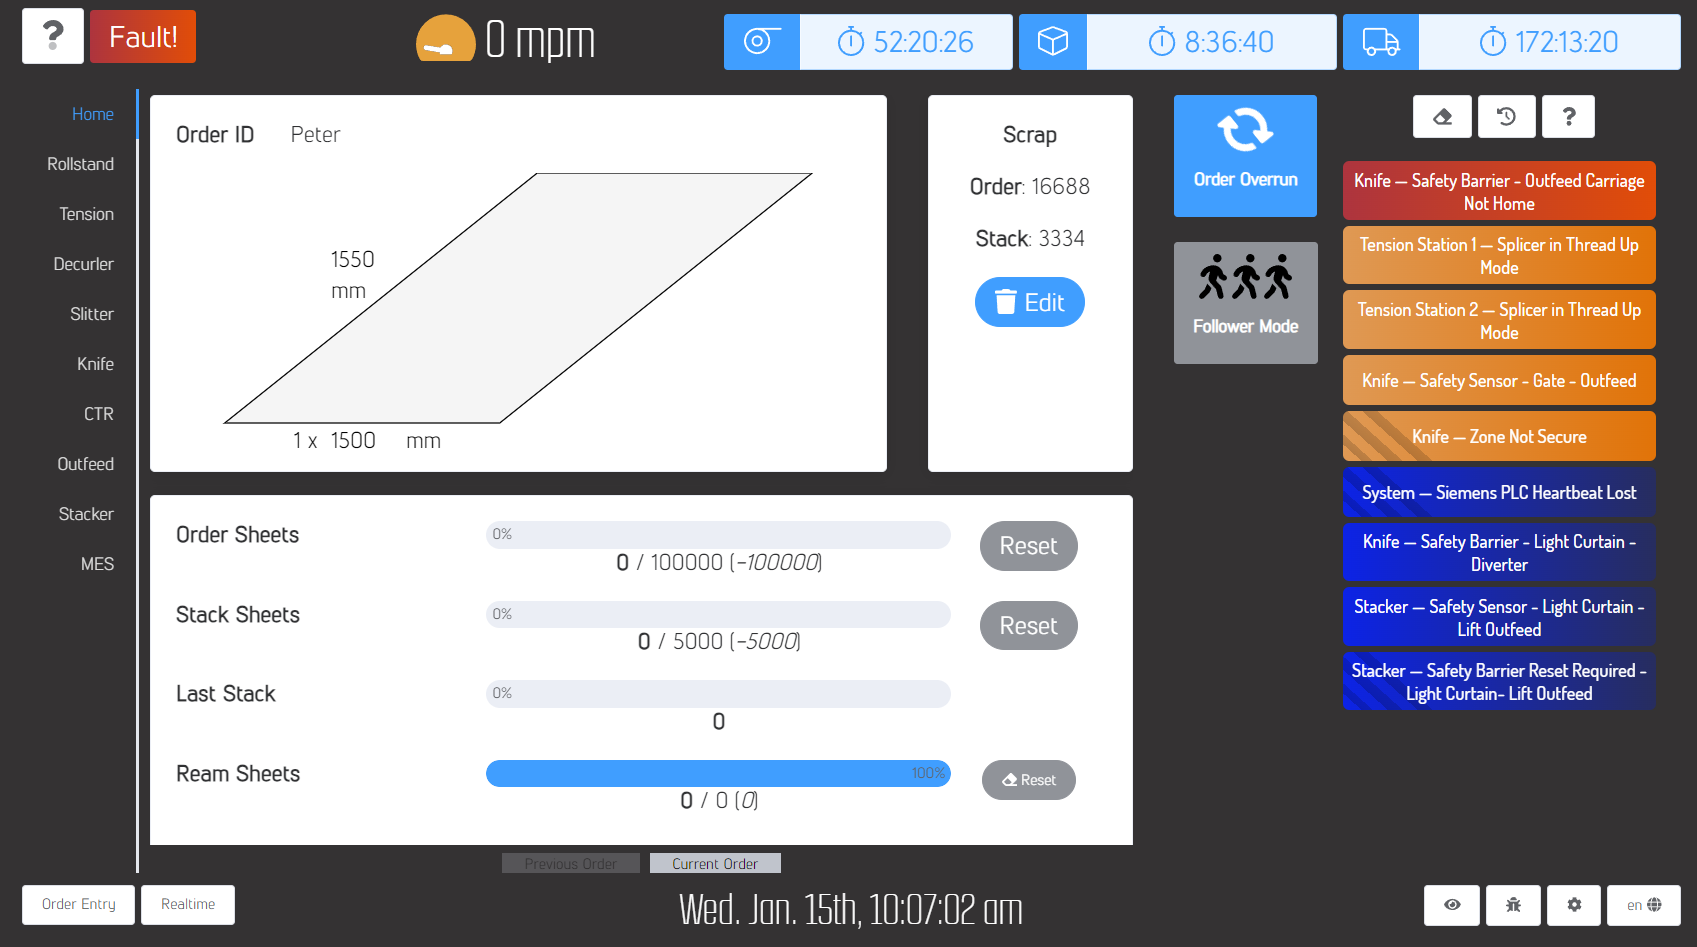 ?
Fault!
0 mpm
52:20:26
8:36:40
172:13:20
Home
Rollstand
Tension
Decurler
Slitter
Knife
CTR
Outfeed
Stacker
MES
Order ID Peter
1550
mm
1 x 1500 mm
Scrap
Order: 16688
Stack: 3334
Edit
Order Overrun
Follower Mode
?
Knife — Safety Barrier - Outfeed Carriage
Not Home
Tension Station 1 — Splicer in Thread Up
Mode
Tension Station 2 — Splicer in Thread Up
Mode
Knife — Safety Sensor - Gate - Outfeed
Knife — Zone Not Secure
System — Siemens PLC Heartbeat Lost
Knife — Safety Barrier - Light Curtain -
Diverter
Stacker — Safety Sensor - Light Curtain -
Lift Outfeed
Stacker — Safety Barrier Reset Required -
Light Curtain- Lift Outfeed
Order Sheets
0%
0 / 100000 (-100000)
Reset
Stack Sheets
0%
0 / 5000 (-5000)
Reset
Last Stack
0%
0
Ream Sheets
100%
0 / 0 (0)
Reset
Previous Order
Current Order
Order Entry
Realtime
Wed. Jan. 15th, 10:07:02 am
en